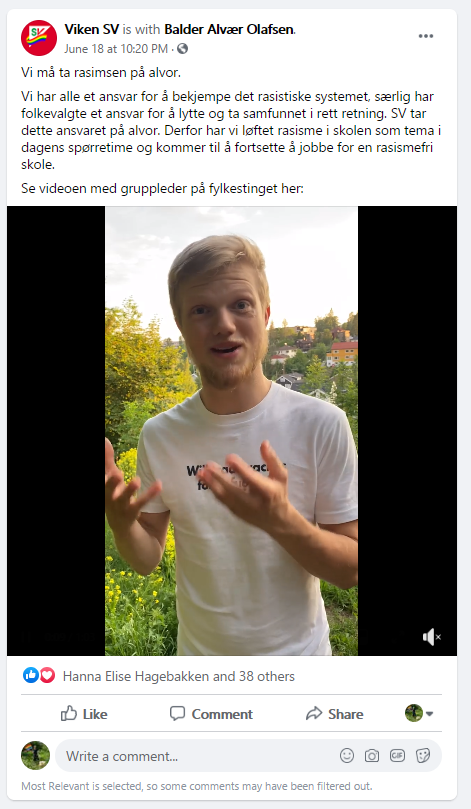 Viken SV is with Balder Alvær Olafsen.
June 18 at 10:20 PM ·
Vi må ta rasimsen på alvor.
Vi har alle et ansvar for å bekjempe det rasistiske systemet, særlig har
folkevalgte et ansvar for å lytte og ta samfunnet i rett retning. SV tar
dette ansvaret på alvor. Derfor har vi løftet rasisme i skolen som tema i
dagens spørretime og kommer til å fortsette å jobbe for en rasismefri
skole.
Se videoen med gruppleder på fylkestinget her:
Hanna Elise Hagebakken and 38 others
Like Comment Share
Write a comment...
GIF
Most Relevant is selected, so some comments may have been filtered out.